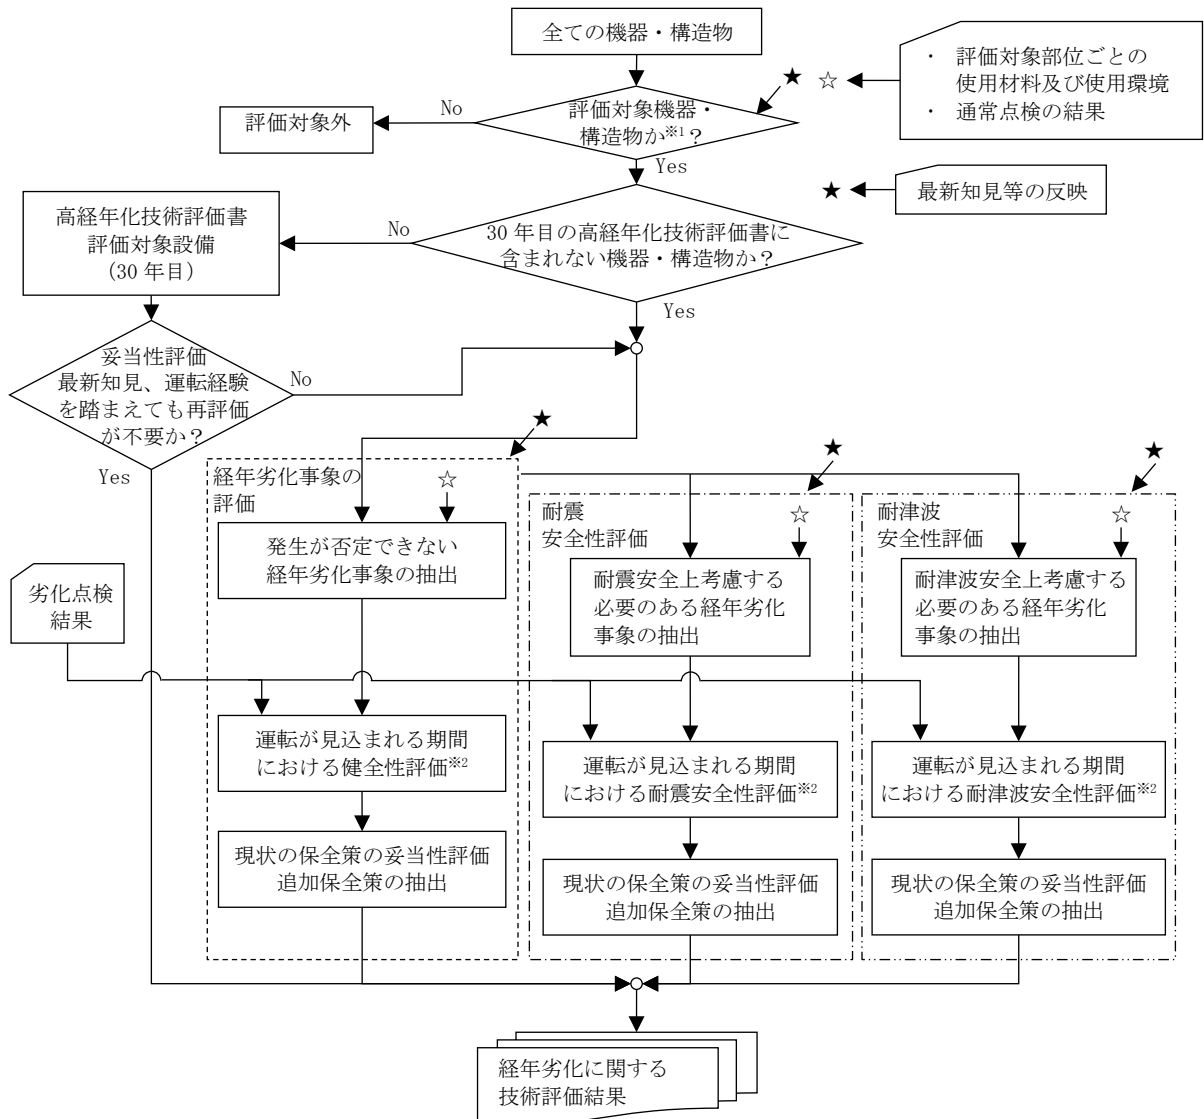 全ての機器・構造物
★ ☆
・ 評価対象部位ごとの
使用材料及び使用環境
・ 通常点検の結果
評価対象機器・
構造物か※1?
No
評価対象外
Yes
★
最新知見等の反映
30 年目の高経年化技術評価書に
含まれない機器・構造物か?
No
高経年化技術評価書
評価対象設備
(30 年目)
Yes
妥当性評価
最新知見、運転経験
を踏まえても再評価
が不要か?
No
Yes
★
経年劣化事象の
評価
☆
発生が否定できない
経年劣化事象の抽出
★
耐震
安全性評価
☆
耐震安全上考慮する
必要のある経年劣化
事象の抽出
★
耐津波
安全性評価
☆
耐津波安全上考慮する
必要のある経年劣化
事象の抽出
劣化点検
結果
運転が見込まれる期間
における健全性評価※2
運転が見込まれる期間
における耐震安全性評価※2
運転が見込まれる期間
における耐津波安全性評価※2
現状の保全策の妥当性評価
追加保全策の抽出
現状の保全策の妥当性評価
追加保全策の抽出
現状の保全策の妥当性評価
追加保全策の抽出
経年劣化に関する
技術評価結果